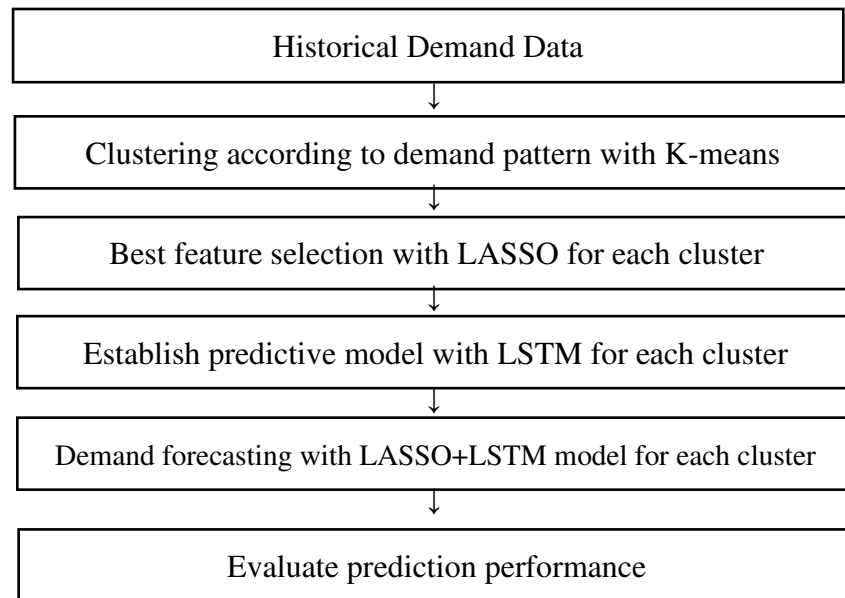 Historical Demand Data
↓
Clustering according to demand pattern with K-means
↓
Best feature selection with LASSO for each cluster
↓
Establish predictive model with LSTM for each cluster
↓
Demand forecasting with LASSO+LSTM model for each cluster
↓
Evaluate prediction performance